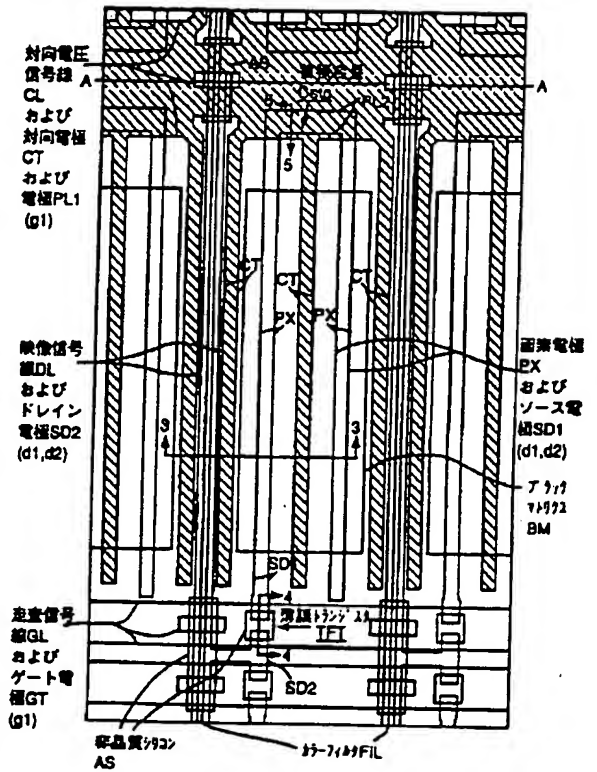 対向電圧
信号線
CL
および
対向電極
CT
および
電極PL1
(g1)
A
AS
A
Cstg
5
PL2
5
CT
CT
CT
PX
PX
映像信号
線DL
および
ドレイン
電極SD2
(d1,d2)
画素電極
PX
および
ソース電
極SD1
(d1,d2)
3
3
ブラック
マトリクス
BM
SD1
4
薄膜トランジスタ
TFT
4
SD2
走査信号
線GL
および
ゲート電
極GT
(g1)
非晶質シリコン
AS
カラーフィルタFIL